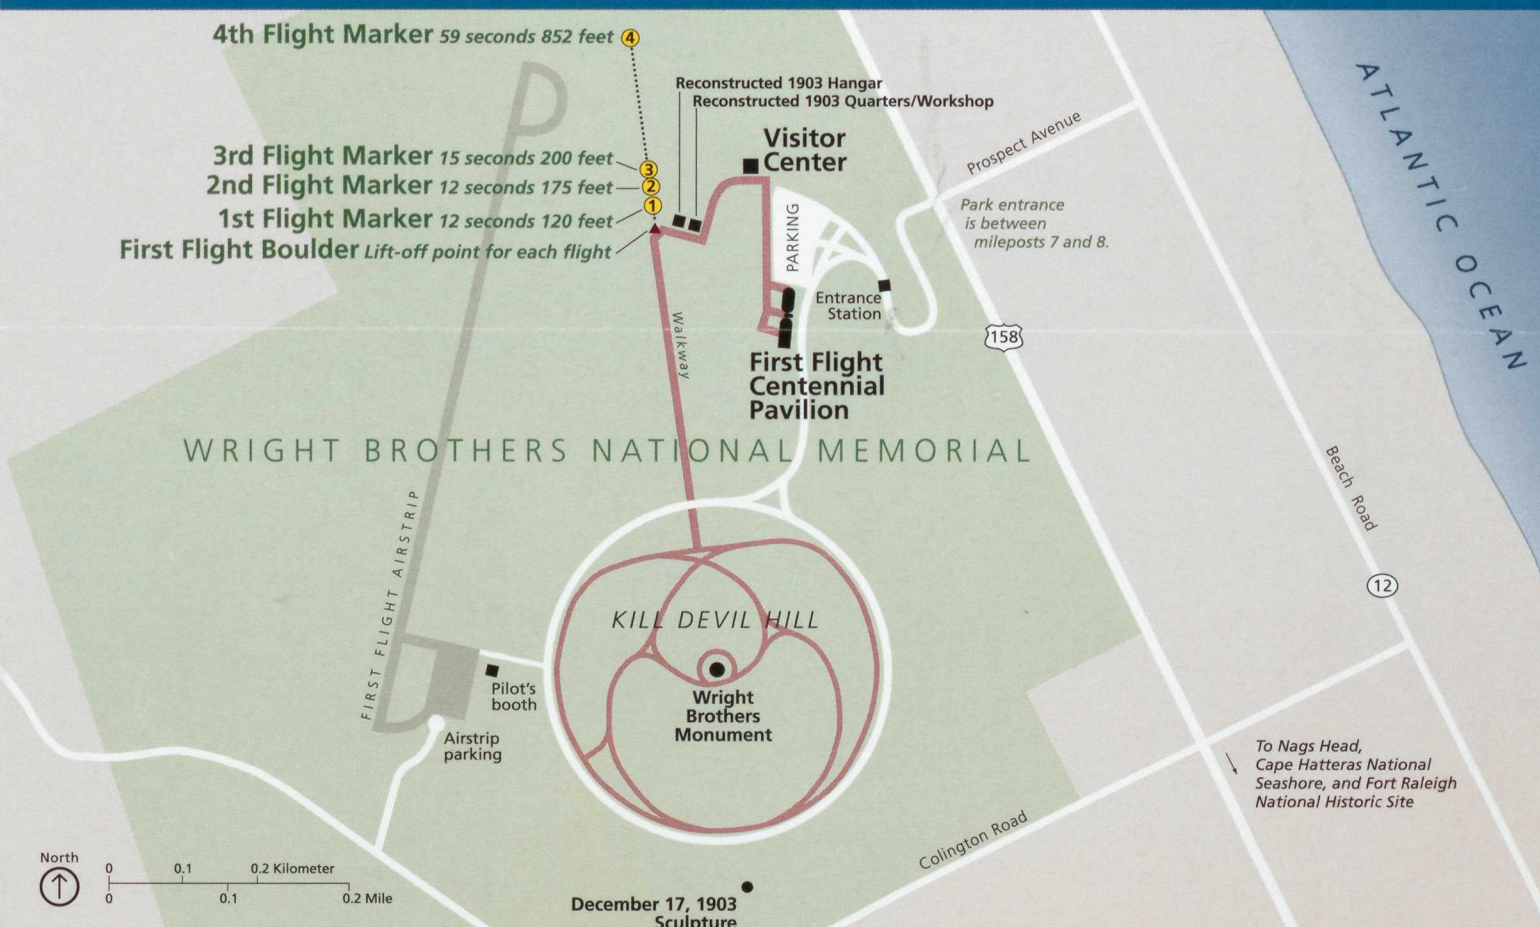 4th Flight Marker 59 seconds 852 feet 4
Reconstructed 1903 Hangar
Reconstructed 1903 Quarters/Workshop
Visitor
Center
3rd Flight Marker 15 seconds 200 feet 3
2nd Flight Marker 12 seconds 175 feet 2
1st Flight Marker 12 seconds 120 feet 1
First Flight Boulder Lift-off point for each flight
PARKING
Prospect Avenue
ATLANTIC OCEAN
Park entrance
is between
mileposts 7 and 8.
Entrance
Station
158
Walkway
First Flight
Centennial
Pavilion
WRIGHT BROTHERS NATIONAL MEMORIAL
Beach Road
12
FIRST FLIGHT AIRSTRIP
KILL DEVIL HILL
Wright
Brothers
Monument
Pilot's
booth
Airstrip
parking
To Nags Head,
Cape Hatteras National
Seashore, and Fort Raleigh
National Historic Site
Colington Road
North
0 0.1 0.2 Kilometer
0 0.1 0.2 Mile
December 17, 1903
Sculpture